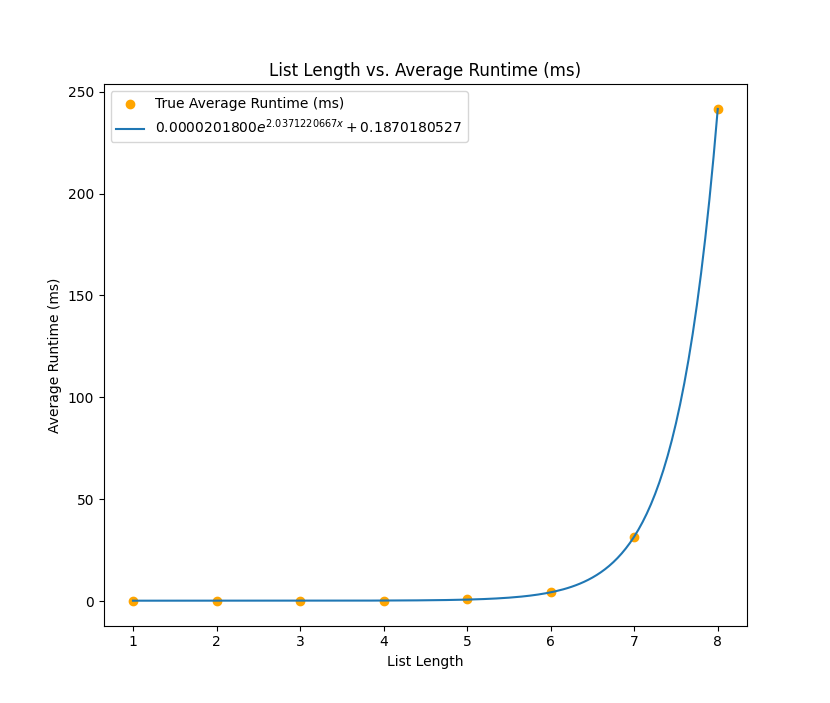 List Length vs. Average Runtime (ms)
True Average Runtime (ms)
0.0000201800e^{2.0371220667x} + 0.1870180527
250
200
150
100
50
0
Average Runtime (ms)
1 2 3 4 5 6 7 8
List Length